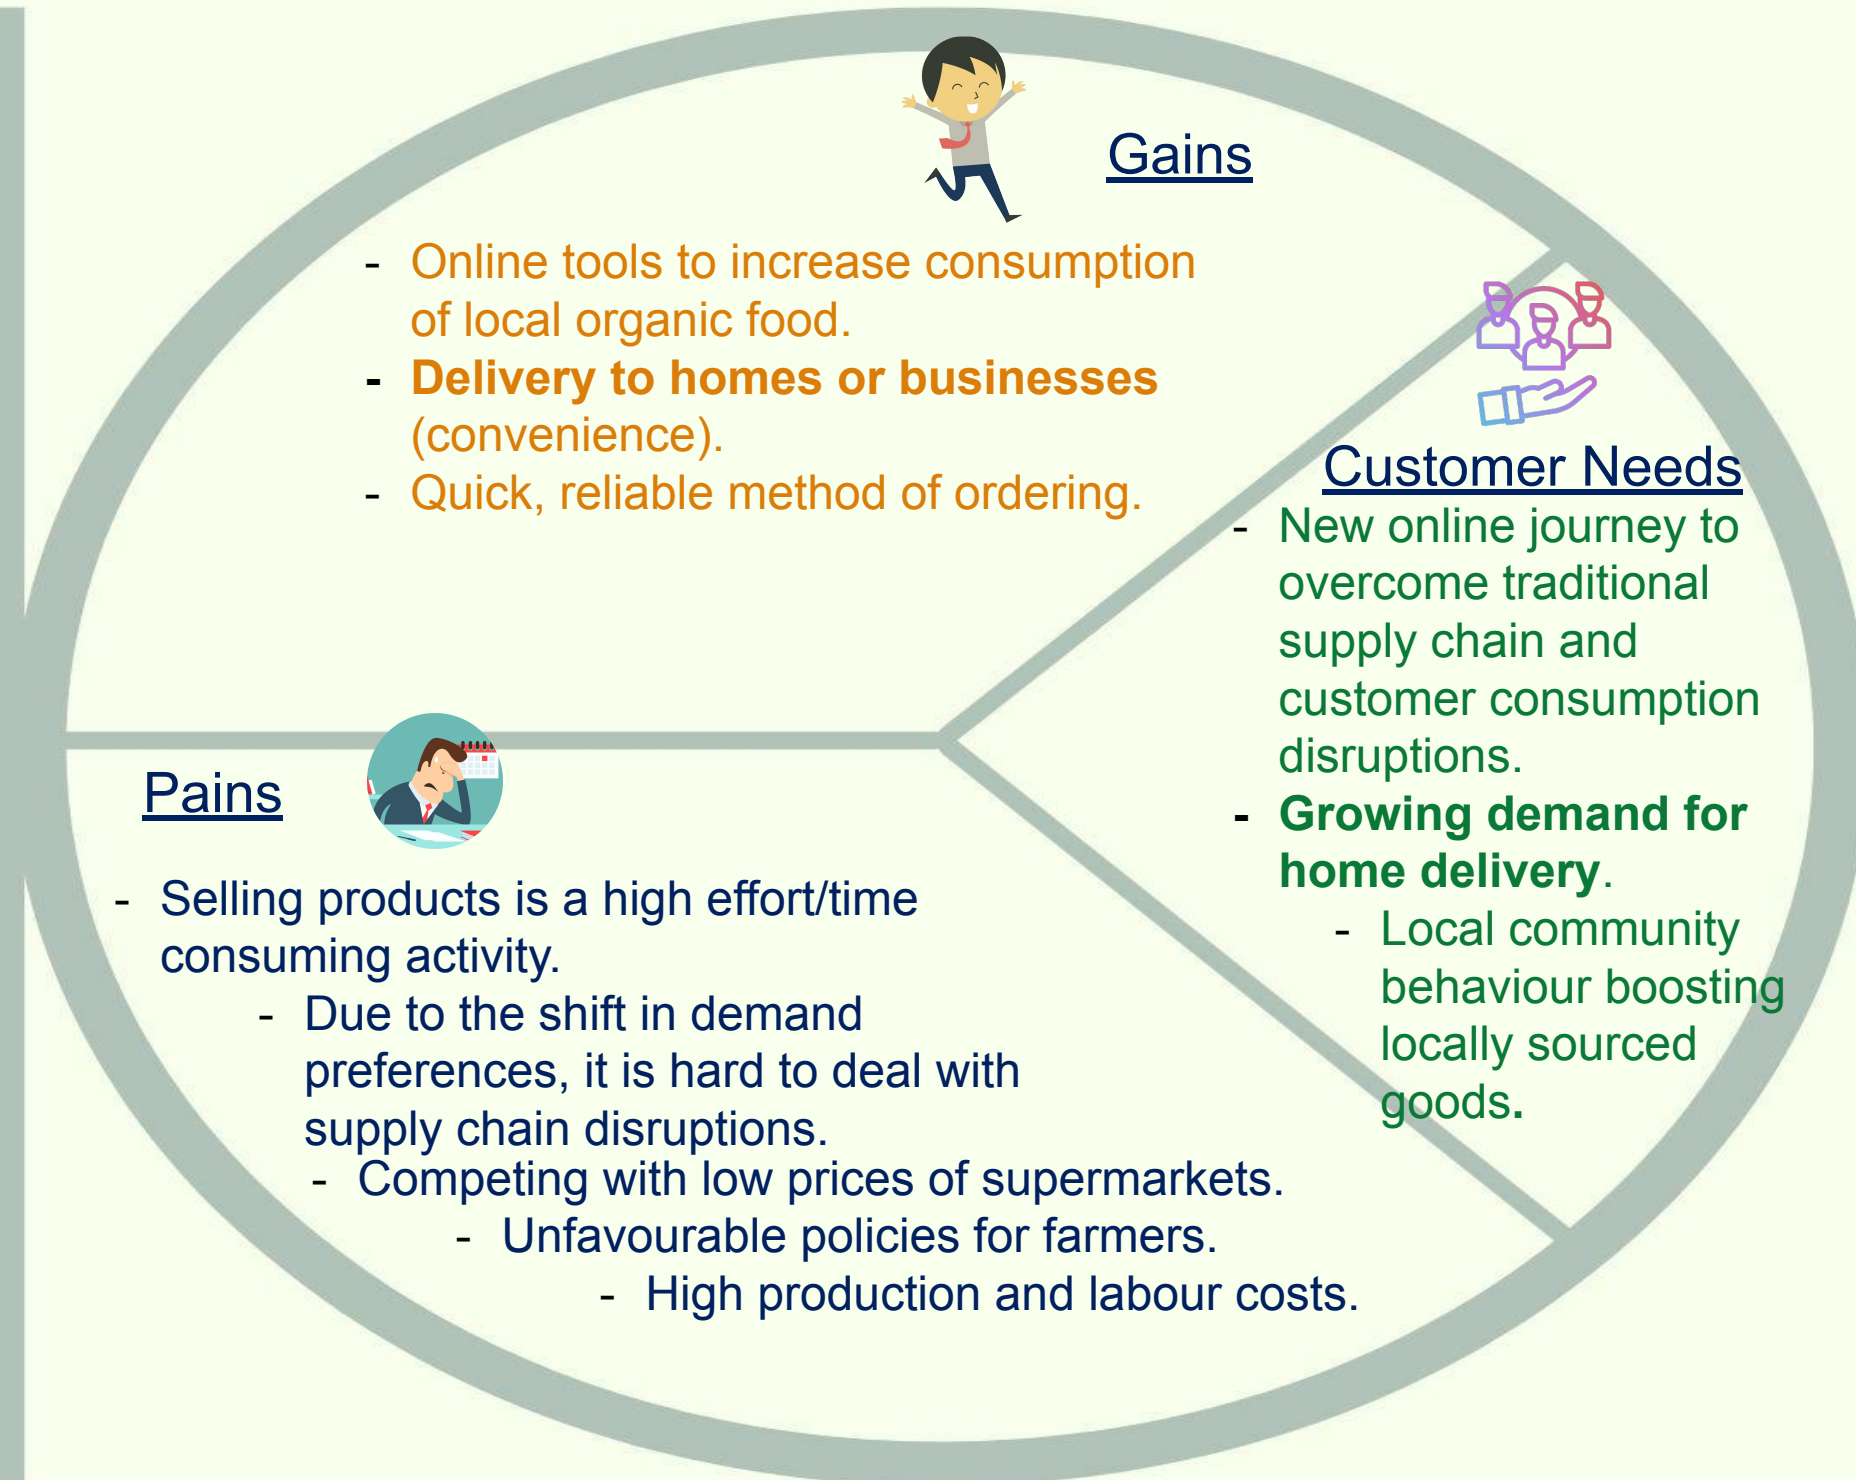 Gains
- Online tools to increase consumption
of local organic food.
- Delivery to homes or businesses
(convenience).
- Quick, reliable method of ordering.
Customer Needs
- New online journey to
overcome traditional
supply chain and
customer consumption
disruptions.
- Growing demand for
home delivery.
- Local community
behaviour boosting
locally sourced
goods.
Pains
- Selling products is a high effort/time
consuming activity.
- Due to the shift in demand
preferences, it is hard to deal with
supply chain disruptions.
- Competing with low prices of supermarkets.
- Unfavourable policies for farmers.
- High production and labour costs.